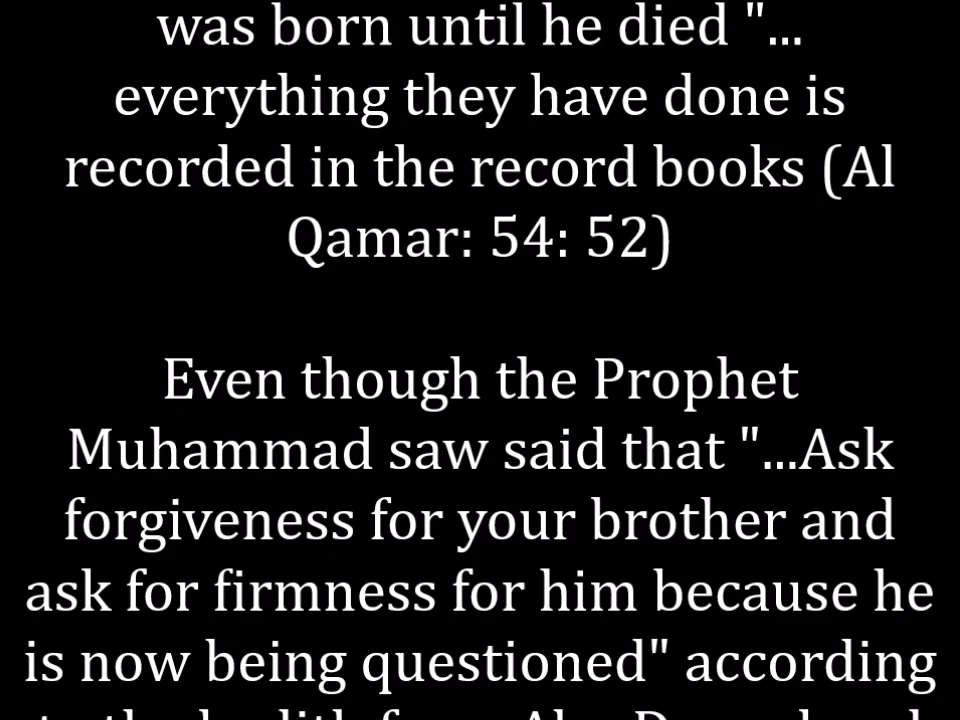 was born until he died "...
everything they have done is
recorded in the record books (Al
Qamar: 54: 52)
Even though the Prophet
Muhammad saw said that "...Ask
forgiveness for your brother and
ask for firmness for him because he
is now being questioned" according